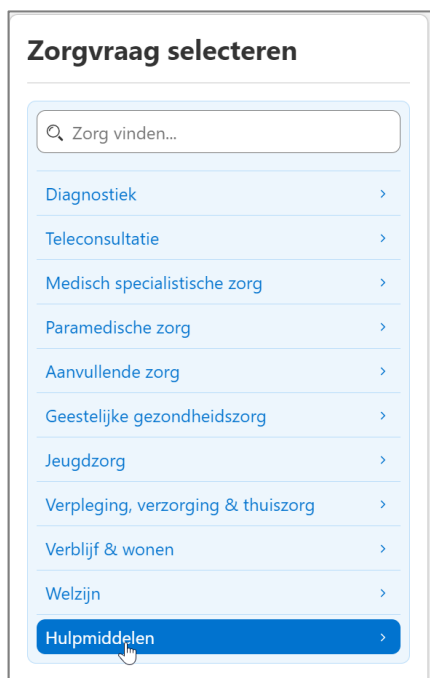 Zorgvraag selecteren
Zorg vinden...
Diagnostiek
Teleconsultatie
Medisch specialistische zorg
Paramedische zorg
Aanvullende zorg
Geestelijke gezondheidszorg
Jeugdzorg
Verpleging, verzorging & thuiszorg
Verblijf & wonen
Welzijn
Hulpmiddelen